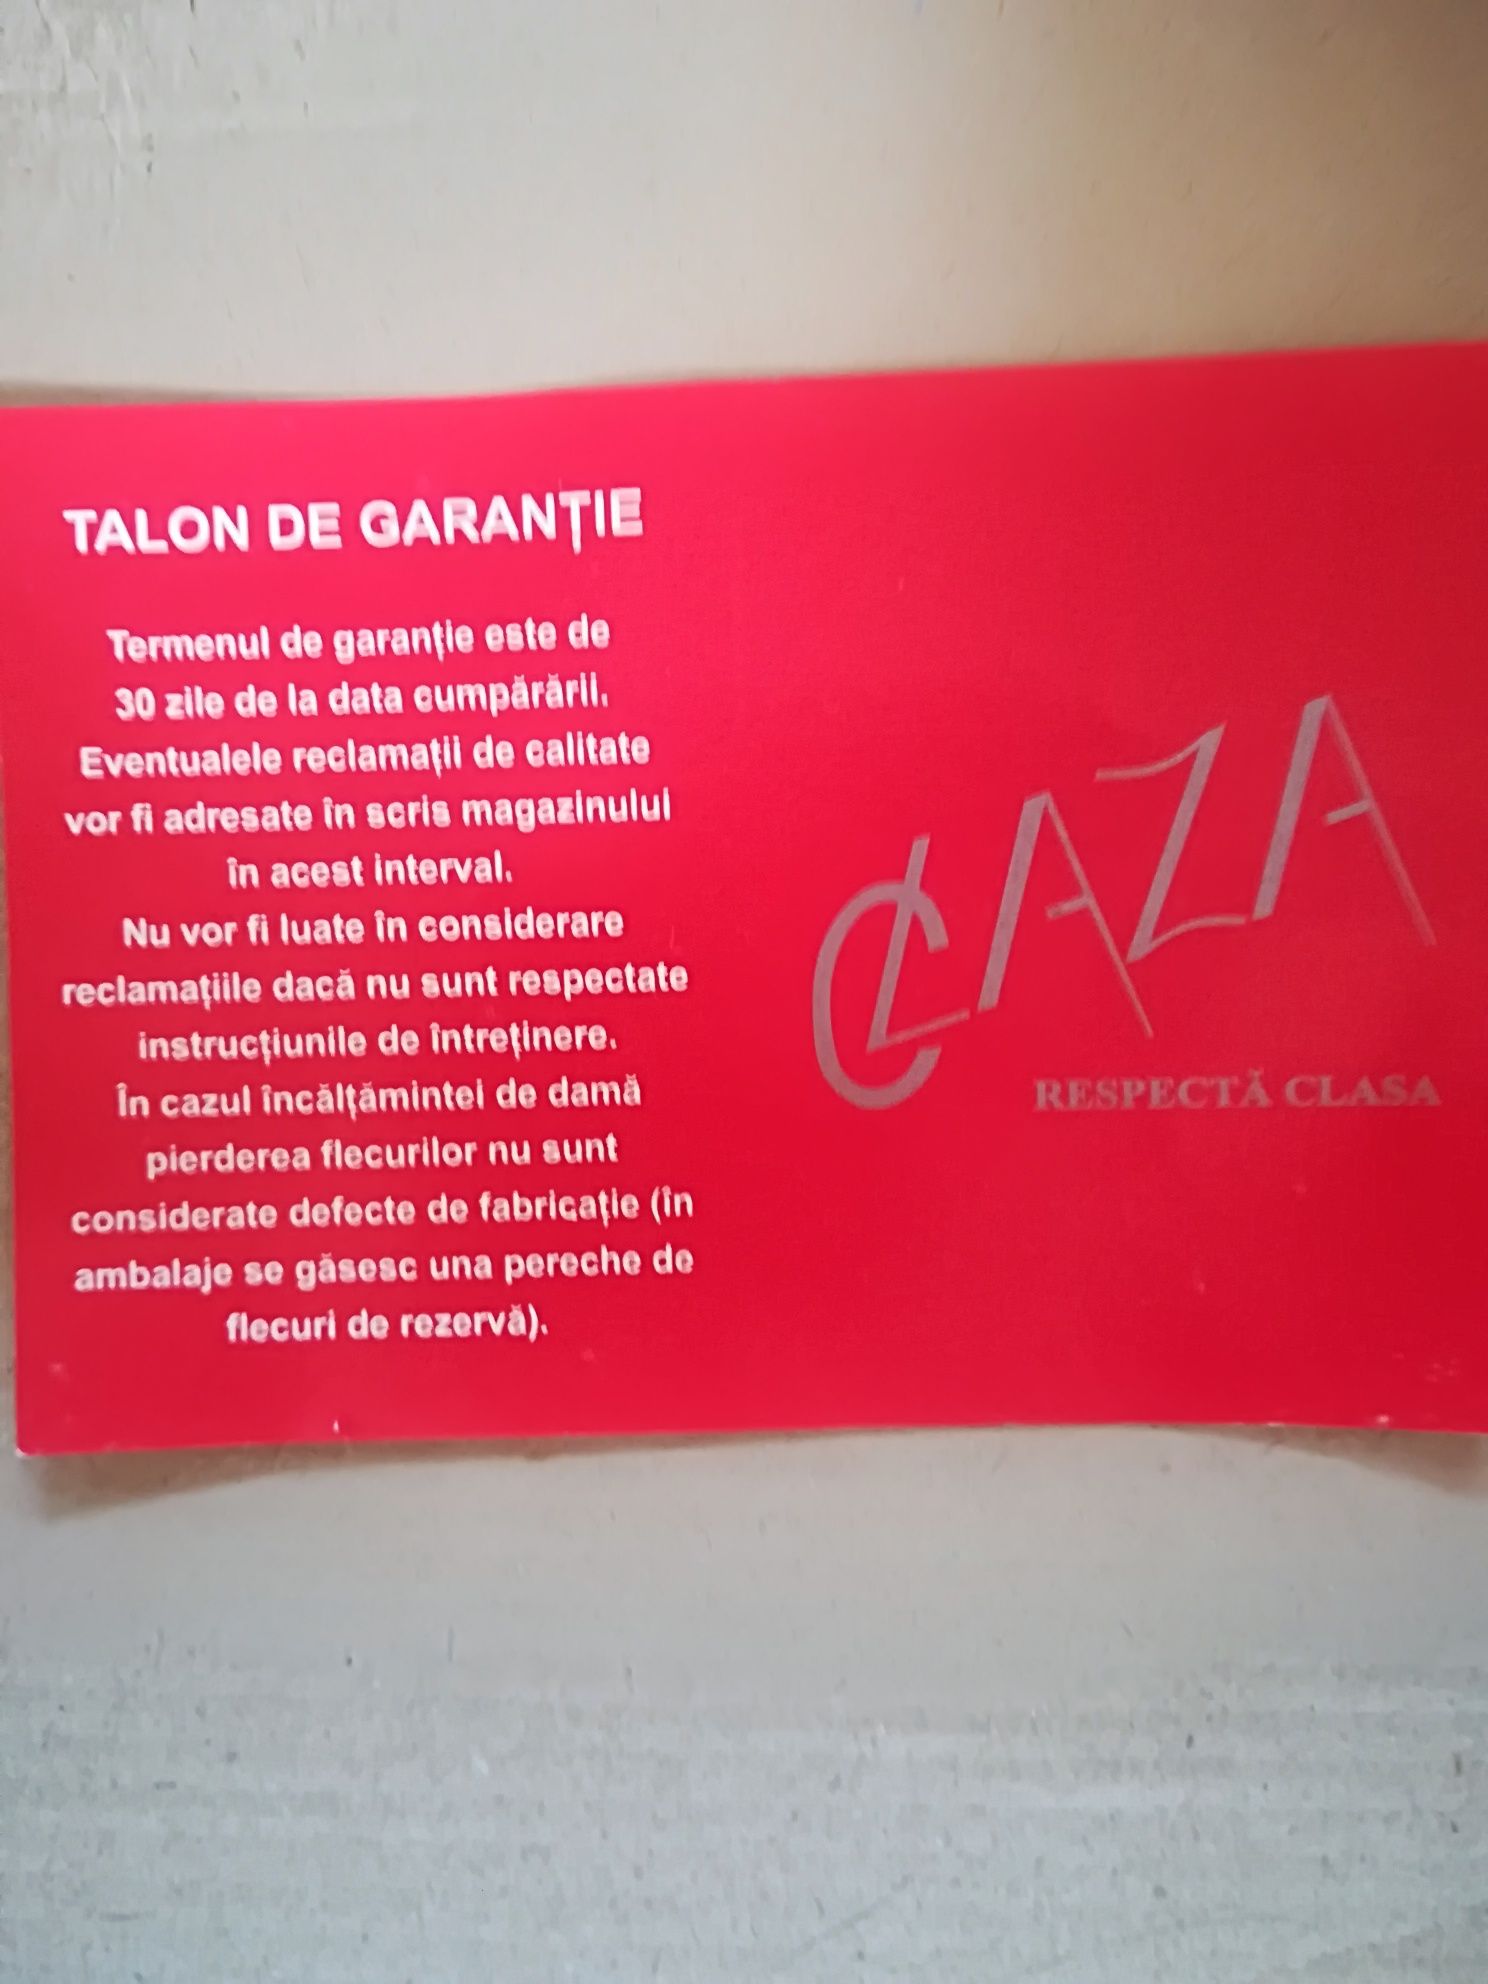 TALON DE GARANȚIE
Termenul de garanție este de
30 zile de la data cumpărării.
Eventualele reclamații de calitate
vor fi adresate în scris magazinului
în acest interval.
Nu vor fi luate în considerare
reclamațiile dacă nu sunt respectate
instrucțiunile de întreținere.
În cazul încălțămintei de damă
pierderea flecurilor nu sunt
considerate defecte de fabricație (în
ambalaje se găsesc una pereche de
flecuri de rezervă).
CLAZA
RESPECTĂ CLASA